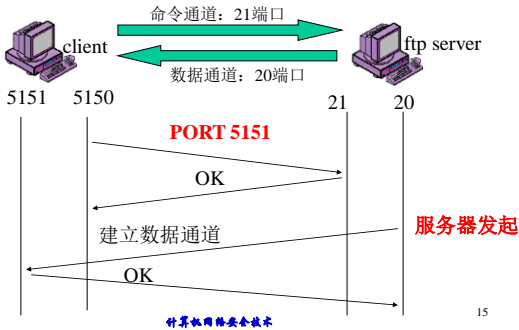 命令通道：21端口
client
ftp server
数据通道：20端口
5151 5150 21 20
PORT 5151
OK
服务器发起
建立数据通道
OK
计算机网络安全技术
15